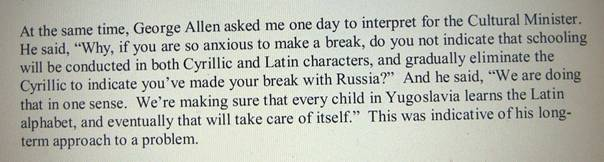 At the same time, George Allen asked me one day to interpret for the Cultural Minister.
He said, “Why, if you are so anxious to make a break, do you not indicate that schooling
will be conducted in both Cyrillic and Latin characters, and gradually eliminate the
Cyrillic to indicate you’ve made your break with Russia?”  And he said, “We are doing
that in one sense.  We’re making sure that every child in Yugoslavia learns the Latin
alphabet, and eventually that will take care of itself.”  This was indicative of his long-
term approach to a problem.